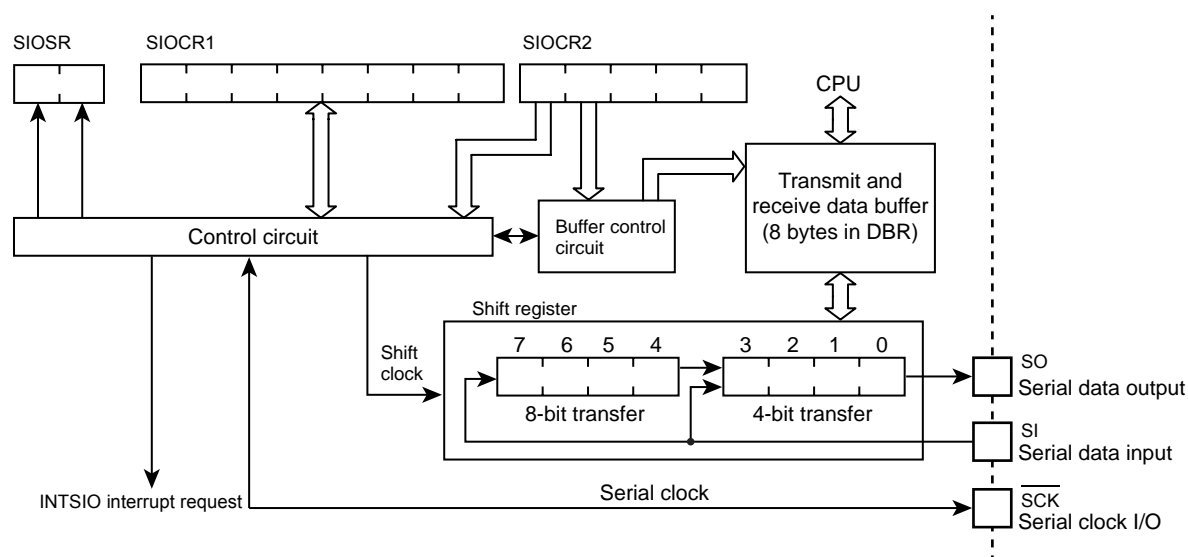 SIOSR
SIOCR1
SIOCR2
CPU
Transmit and
receive data buffer
(8 bytes in DBR)
Control circuit
Buffer control
circuit
Shift register
7 6 5 4 3 2 1 0
Shift
clock
8-bit transfer
4-bit transfer
SO
Serial data output
SI
Serial data input
INTSIO interrupt request
Serial clock
SCK
Serial clock I/O